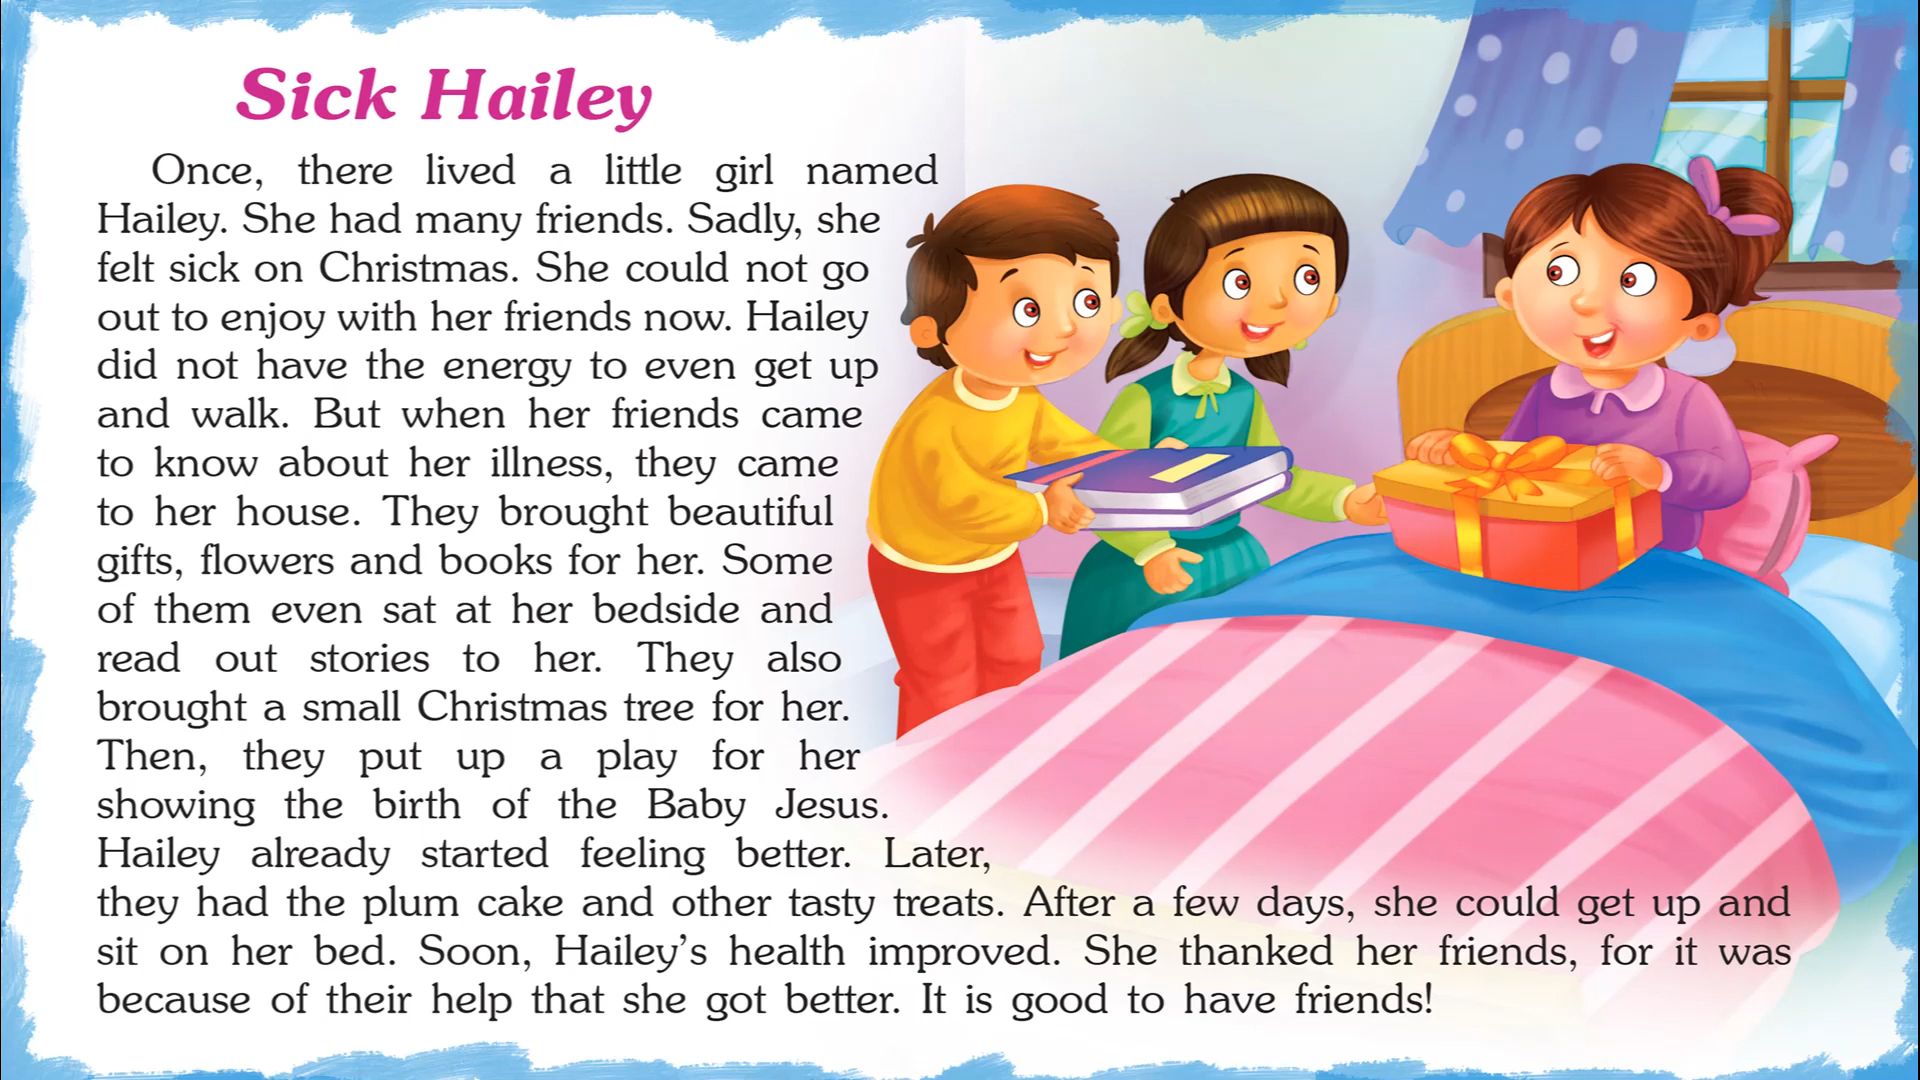 Sick Hailey
Once, there lived a little girl named
Hailey. She had many friends. Sadly, she
felt sick on Christmas. She could not go
out to enjoy with her friends now. Hailey
did not have the energy to even get up
and walk. But when her friends came
to know about her illness, they came
to her house. They brought beautiful
gifts, flowers and books for her. Some
of them even sat at her bedside and
read out stories to her. They also
brought a small Christmas tree for her.
Then, they put up a play for her
showing the birth of the Baby Jesus.
Hailey already started feeling better. Later,
they had the plum cake and other tasty treats. After a few days, she could get up and
sit on her bed. Soon, Hailey’s health improved. She thanked her friends, for it was
because of their help that she got better. It is good to have friends!